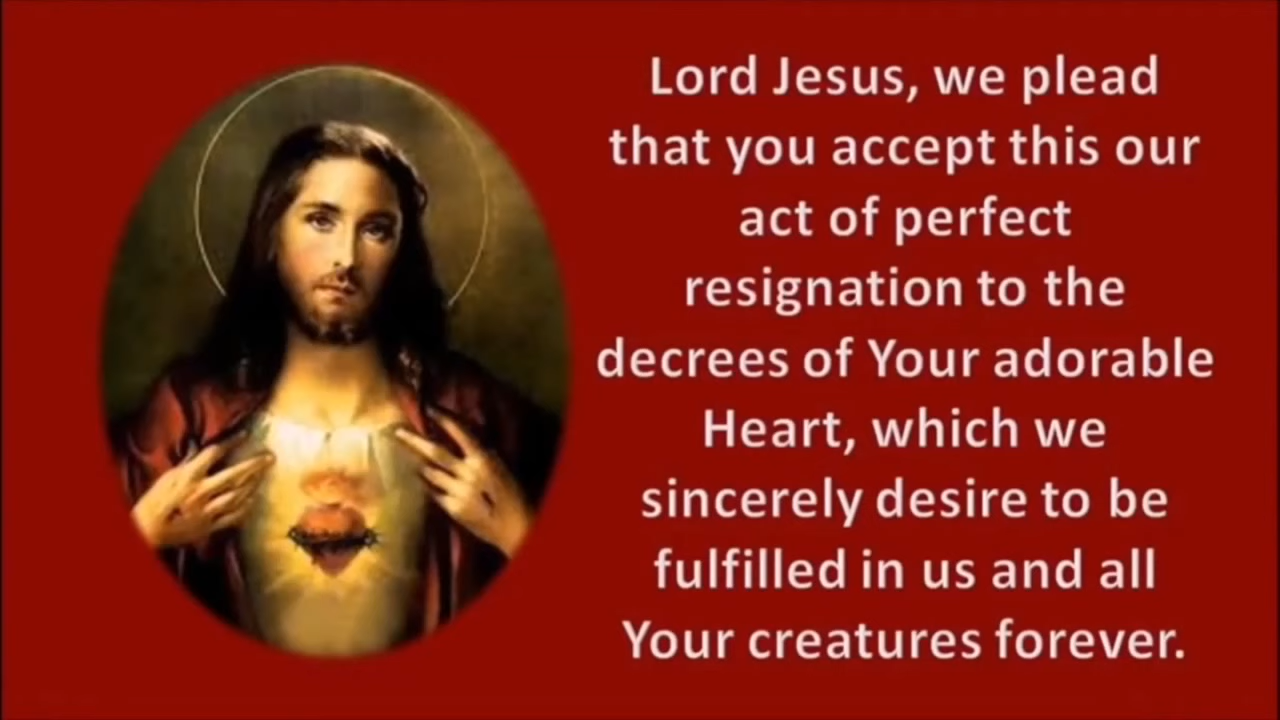 Lord Jesus, we plead
that you accept this our
act of perfect
resignation to the
decrees of Your adorable
Heart, which we
sincerely desire to be
fulfilled in us and all
Your creatures forever.